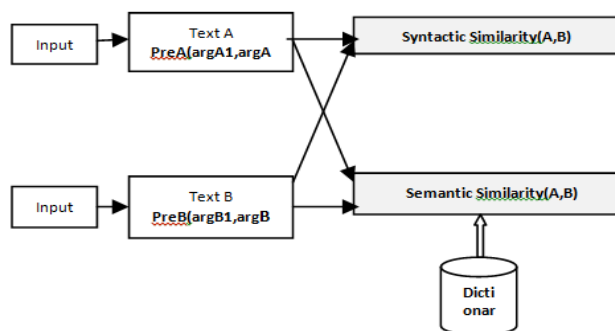 Input
Text A
PreA(argA1,argA
Syntactic Similarity(A,B)
Input
Text B
PreB(argB1,argB
Semantic Similarity(A,B)
Dicti
onar